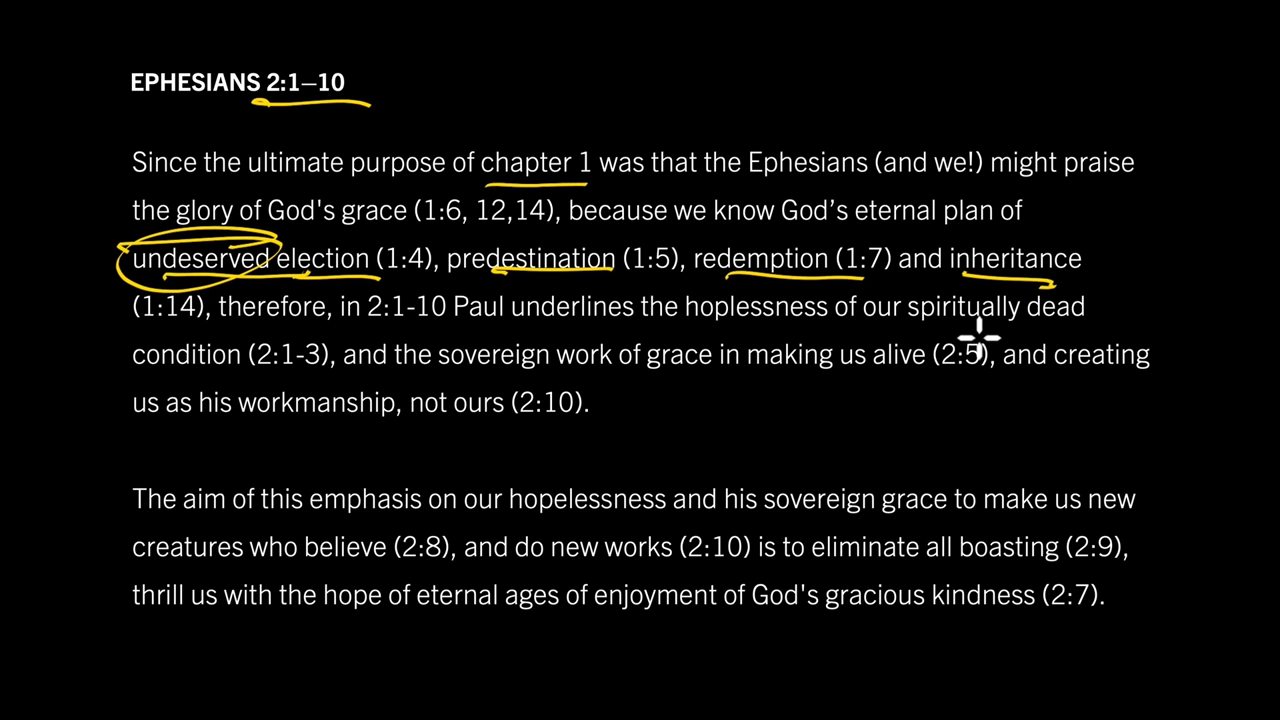 EPHESIANS 2:1–10
Since the ultimate purpose of chapter 1 was that the Ephesians (and we!) might praise
the glory of God's grace (1:6, 12,14), because we know God’s eternal plan of
undeserved election (1:4), predestination (1:5), redemption (1:7) and inheritance
(1:14), therefore, in 2:1-10 Paul underlines the hoplessness of our spiritually dead
condition (2:1-3), and the sovereign work of grace in making us alive (2:5), and creating
us as his workmanship, not ours (2:10).
The aim of this emphasis on our hopelessness and his sovereign grace to make us new
creatures who believe (2:8), and do new works (2:10) is to eliminate all boasting (2:9),
thrill us with the hope of eternal ages of enjoyment of God's gracious kindness (2:7).